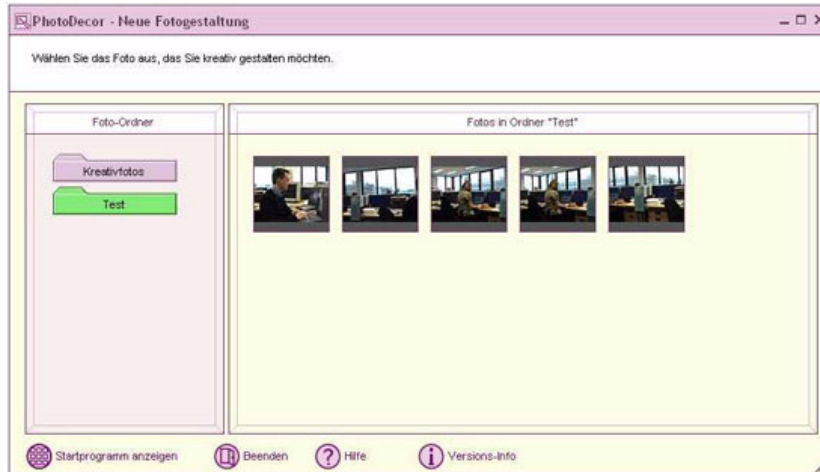 PhotoDecor - Neue Fotogestaltung
Wählen Sie das Foto aus, das Sie kreativ gestalten möchten.
Foto-Ordner
Kreativfotos
Test
Fotos in Ordner "Test"
Startprogramm anzeigen
Beenden
Hilfe
Versions-Info